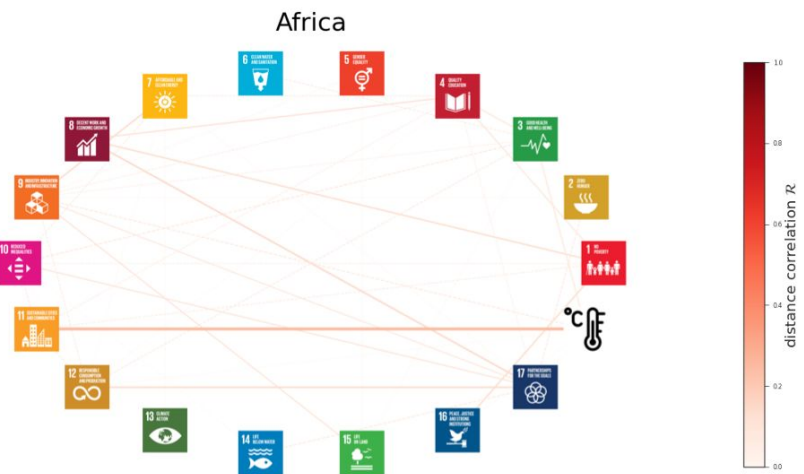 Africa
6 CLEAN WATER
AND SANITATION
5 GENDER
EQUALITY
7 AFFORDABLE AND
CLEAN ENERGY
4 QUALITY
EDUCATION
8 DECENT WORK AND
ECONOMIC GROWTH
3 GOOD HEALTH
AND WELL-BEING
9 INDUSTRY, INNOVATION
AND INFRASTRUCTURE
2 ZERO
HUNGER
10 REDUCED
INEQUALITIES
1 NO
POVERTY
11 SUSTAINABLE CITIES
AND COMMUNITIES
°C °F
12 RESPONSIBLE
CONSUMPTION
AND PRODUCTION
17 PARTNERSHIPS
FOR THE GOALS
13 CLIMATE
ACTION
16 PEACE, JUSTICE
AND STRONG
INSTITUTIONS
14 LIFE
BELOW WATER
15 LIFE
ON LAND
1.0
0.8
0.6
0.4
0.2
0.0
distance correlation R